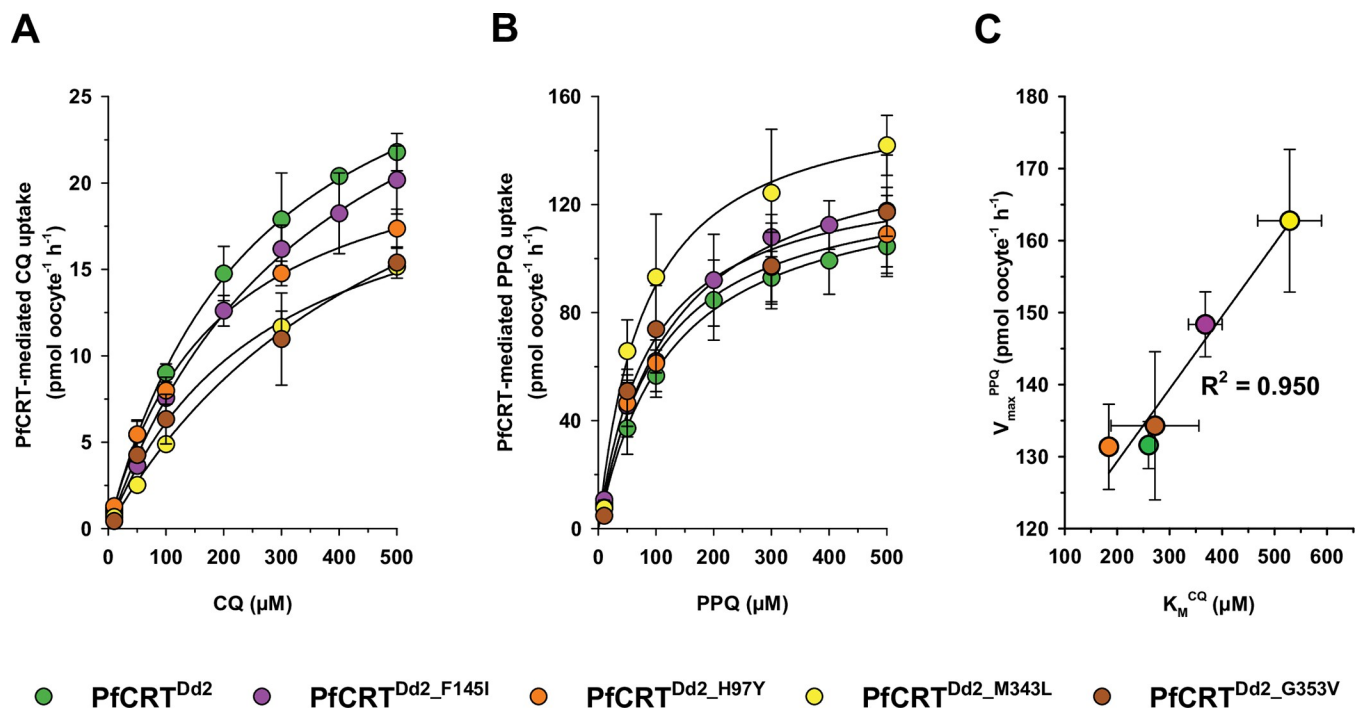 A
B
C
PfCRT-mediated CQ uptake
(pmol oocyte⁻¹ h⁻¹)
25
20
15
10
5
0
0 100 200 300 400 500
CQ (µM)
PfCRT-mediated PPQ uptake
(pmol oocyte⁻¹ h⁻¹)
160
120
80
40
0
0 100 200 300 400 500
PPQ (µM)
Vmax^PPQ (pmol oocyte⁻¹ h⁻¹)
180
170
160
150
140
130
120
R² = 0.950
100 200 300 400 500 600
K_M^CQ (µM)
PfCRT^Dd2 PfCRT^Dd2_F145I PfCRT^Dd2_H97Y PfCRT^Dd2_M343L PfCRT^Dd2_G353V